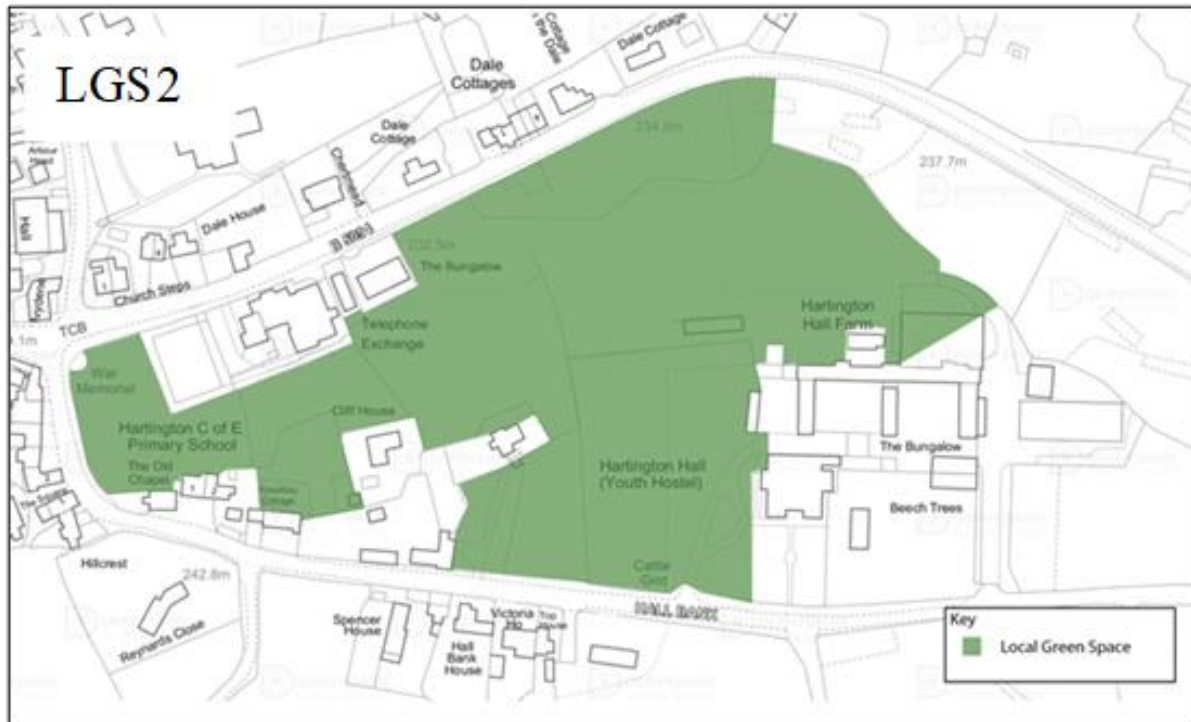 LGS2
Cottage
Dale Cottage
Dale
Cottages
Dale
Cottage
Hall
Dale House
Church Steps
The Bungalow
237.7m
Telephone
Exchange
TCB
War
Memorial
Hartington
Hall Farm
Cliff House
Hartington C of E
Primary School
The Old
Chapel
The Bungalow
Hartington Hall
(Youth Hostel)
Beech Trees
Hillcrest
242.8m
Cattle
Grid
HALL BANK
Reynards Close
Spencer
House
Victoria
Ho
Top
House
Hall
Bank
House
Key
Local Green Space